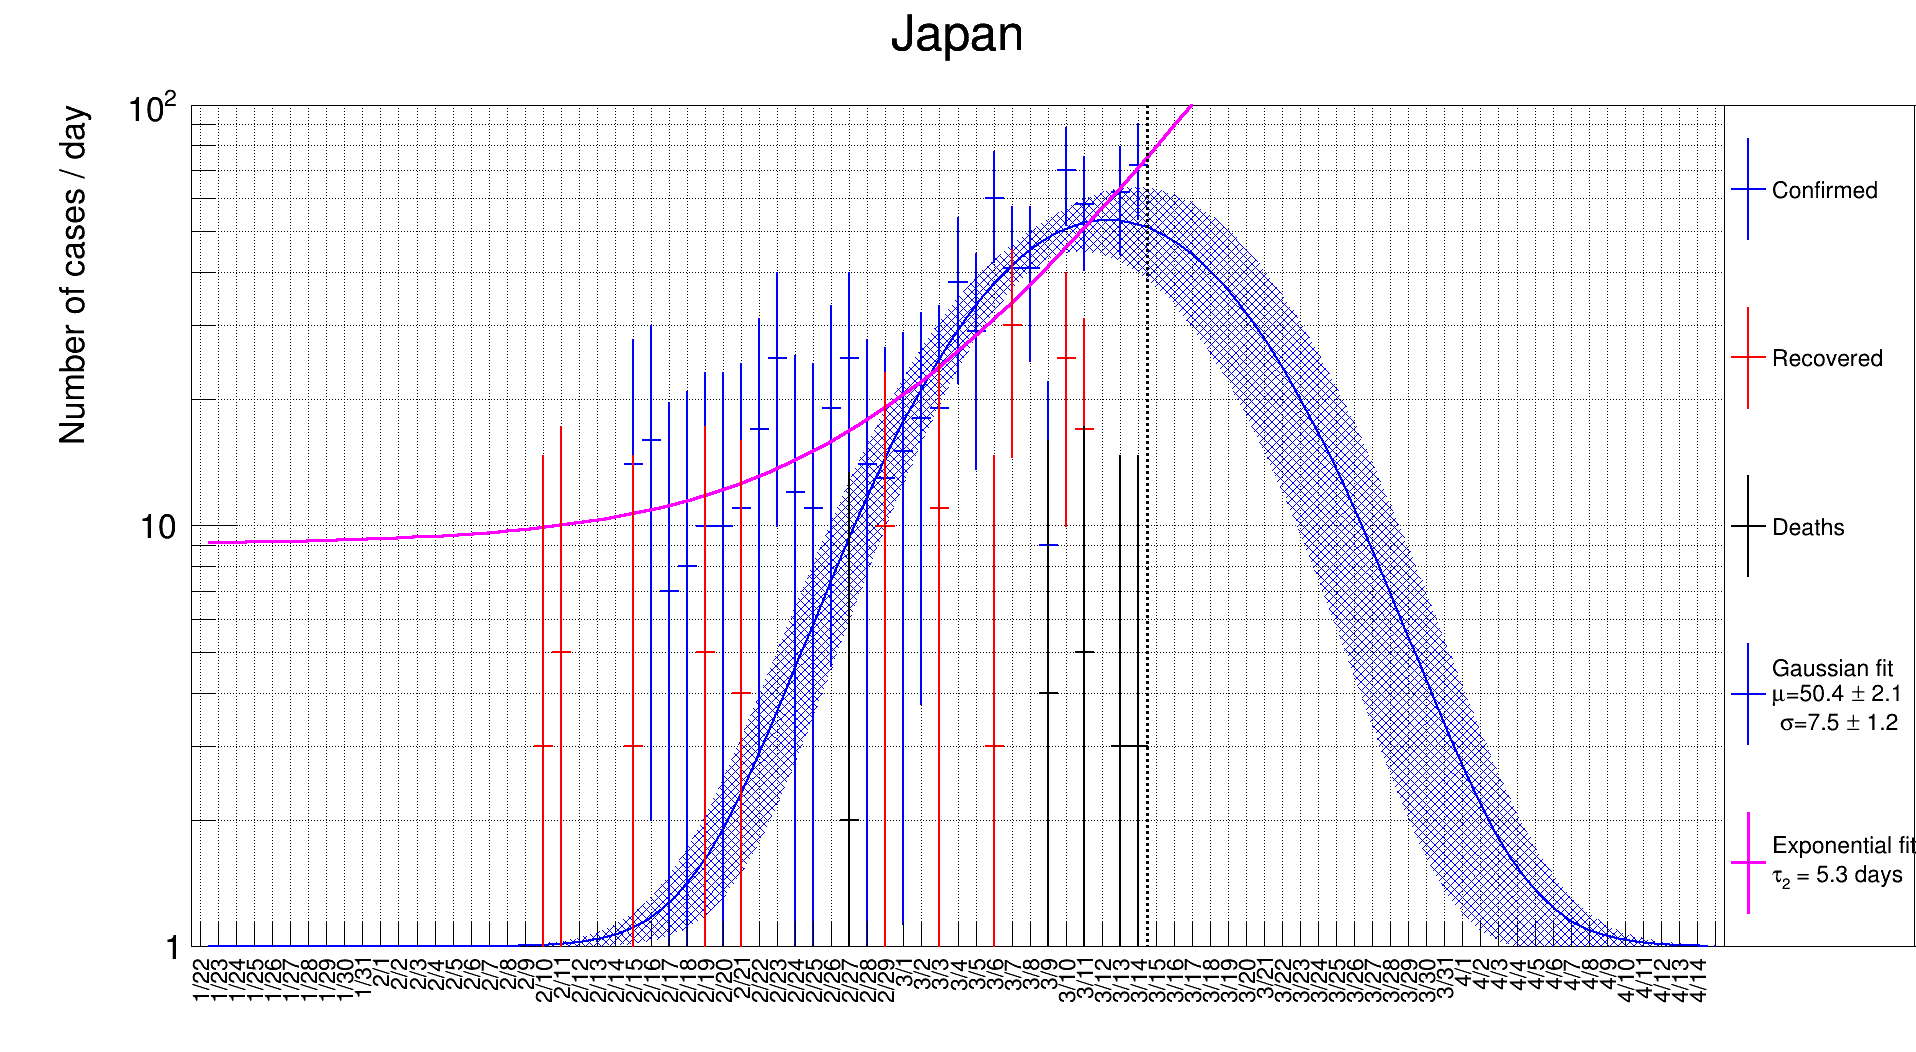 Japan
Number of cases / day
10²
10
1
1/22 1/23 1/24 1/25 1/26 1/27 1/28 1/29 1/30 1/31 2/1 2/2 2/3 2/4 2/5 2/6 2/7 2/8 2/9 2/10 2/11 2/12 2/13 2/14 2/15 2/16 2/17 2/18 2/19 2/20 2/21 2/22 2/23 2/24 2/25 2/26 2/27 2/28 2/29 3/1 3/2 3/3 3/4 3/5 3/6 3/7 3/8 3/9 3/10 3/11 3/12 3/13 3/14 3/15 3/16 3/17 3/18 3/19 3/20 3/21 3/22 3/23 3/24 3/25 3/26 3/27 3/28 3/29 3/30 3/31 4/1 4/2 4/3 4/4 4/5 4/6 4/7 4/8 4/9 4/10 4/11 4/12 4/13 4/14
Confirmed
Recovered
Deaths
Gaussian fit
μ=50.4 ± 2.1
σ=7.5 ± 1.2
Exponential fit
τ₂ = 5.3 days